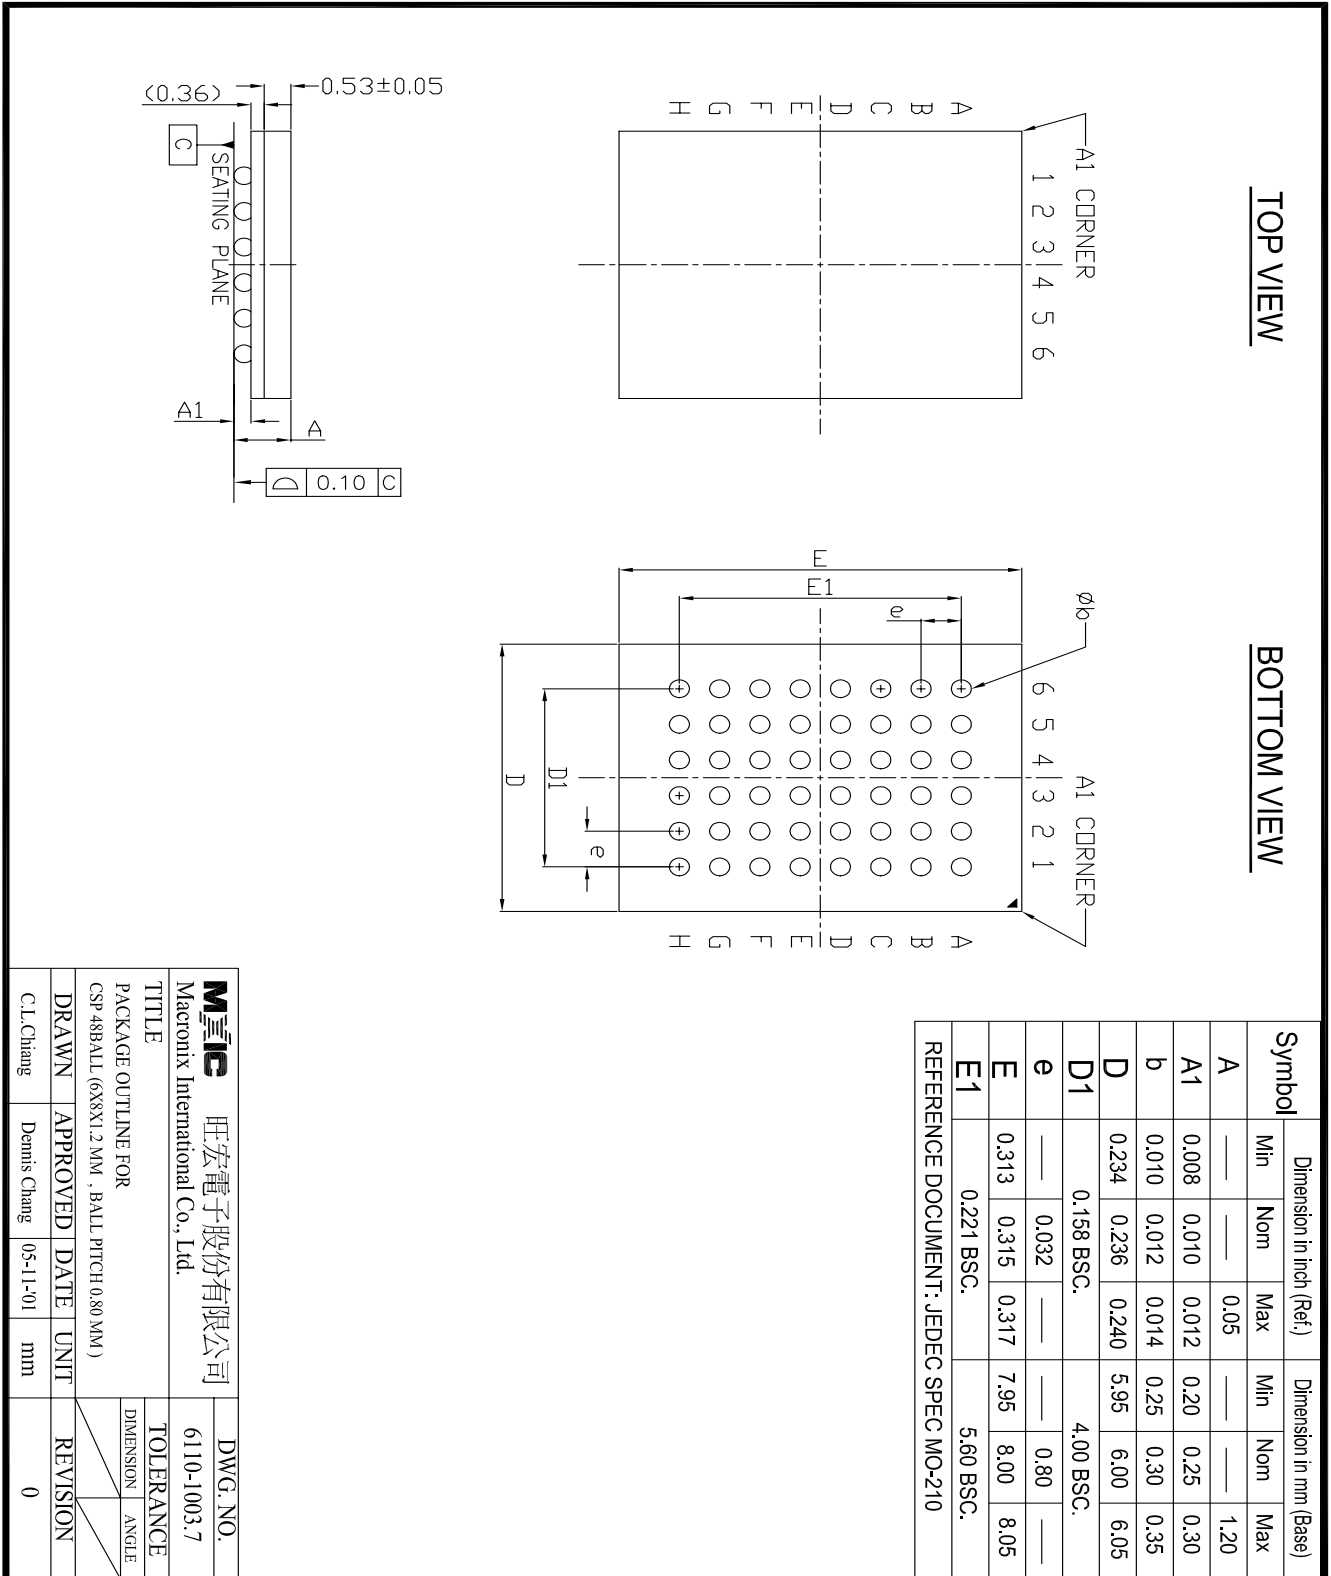 TOP VIEW
BOTTOM VIEW
A1 CORNER
1 2 3 4 5 6
A
B
C
D
E
F
G
H
Øb
A1 CORNER
6 5 4 3 2 1
A
B
C
D
E
F
G
H
e
E1
E
e
D1
D
0.53±0.05
(0.36)
C
SEATING PLANE
A
A1
⌓ 0.10 C
Symbol Dimension in inch (Ref.) Dimension in mm (Base)
Min Nom Max Min Nom Max
A — — 0.05 — — 1.20
A1 0.008 0.010 0.012 0.20 0.25 0.30
b 0.010 0.012 0.014 0.25 0.30 0.35
D 0.234 0.236 0.240 5.95 6.00 6.05
D1 0.158 BSC. 4.00 BSC.
e — 0.032 — — 0.80 —
E 0.313 0.315 0.317 7.95 8.00 8.05
E1 0.221 BSC. 5.60 BSC.
REFERENCE DOCUMENT: JEDEC SPEC MO-210
MXIC 旺宏電子股份有限公司
Macronix International Co., Ltd.
DWG. NO.
6110-1003.7
TITLE
PACKAGE OUTLINE FOR
CSP 48BALL (6X8X1.2 MM , BALL PITCH 0.80 MM )
TOLERANCE
DIMENSION ANGLE
DRAWN APPROVED DATE UNIT REVISION
C.L.Chiang Dennis Chang 05-11-'01 mm 0